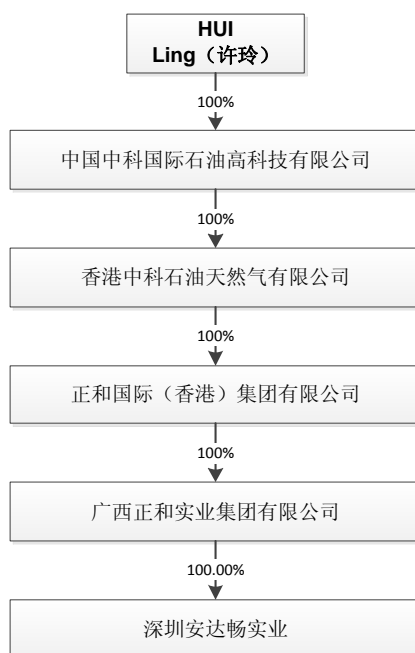 HUI
Ling（许玲）
100%
中国中科国际石油高科技有限公司
100%
香港中科石油天然气有限公司
100%
正和国际（香港）集团有限公司
100%
广西正和实业集团有限公司
100.00%
深圳安达畅实业